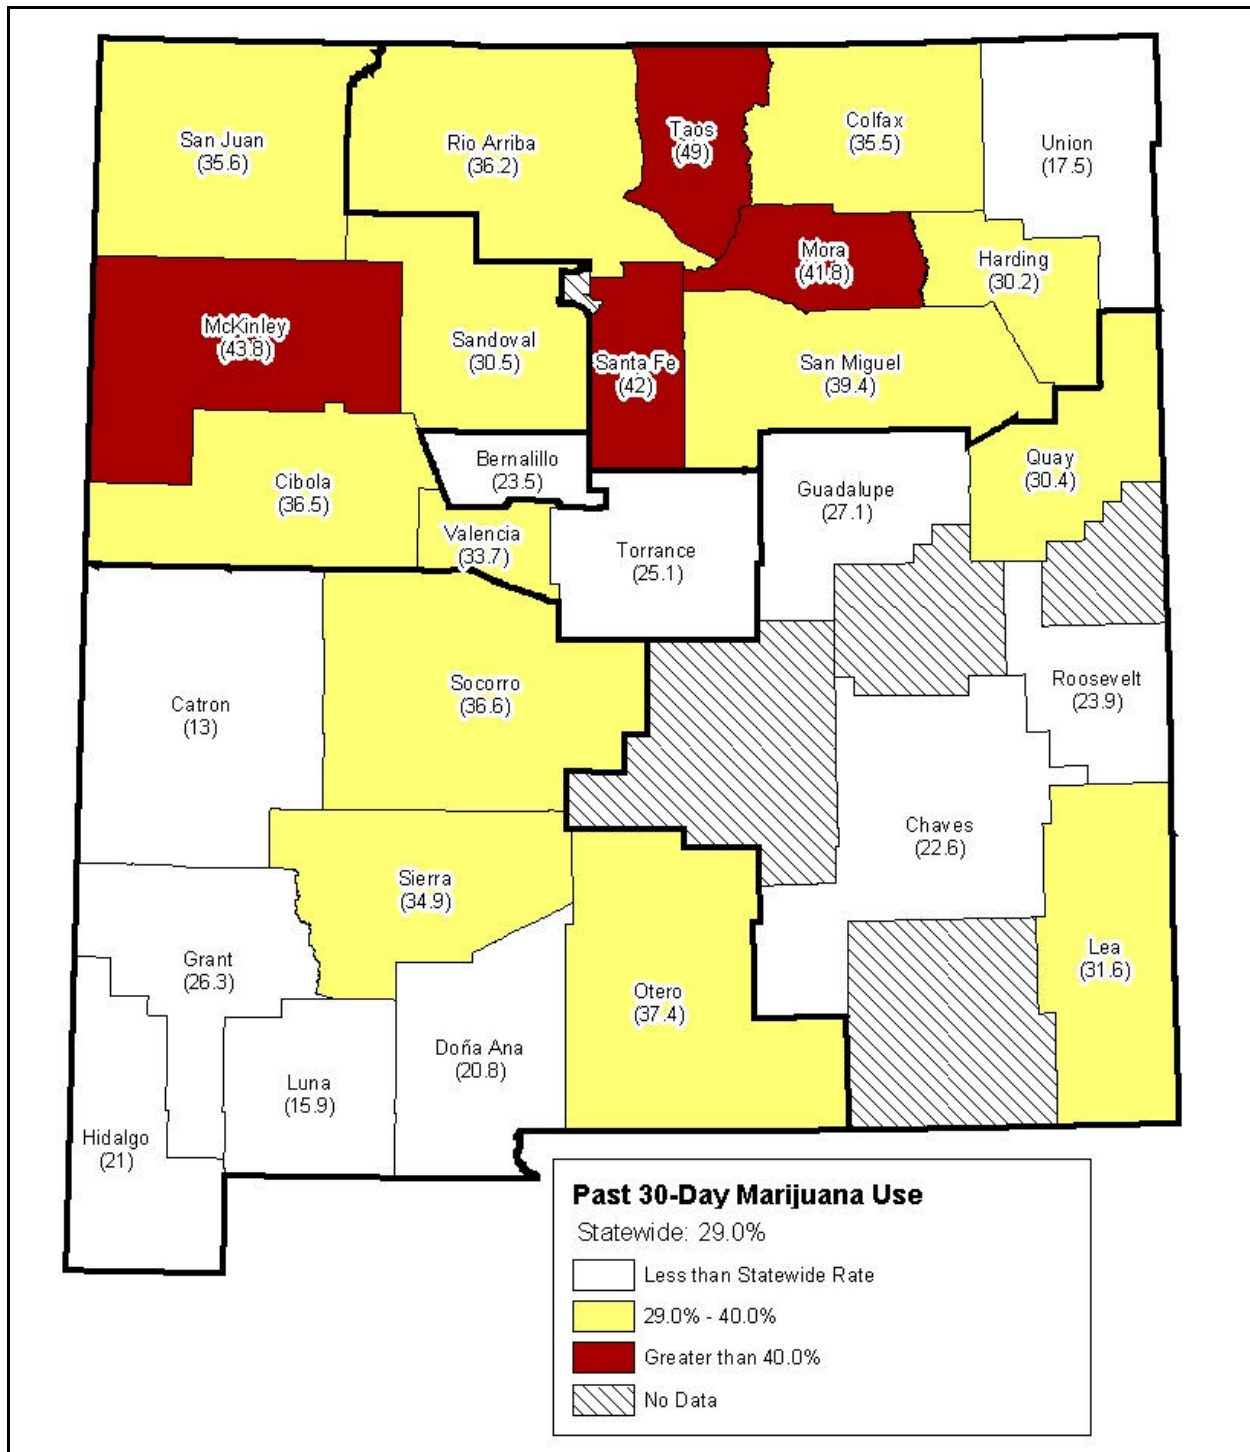 San Juan
(35.6)
Rio Arriba
(36.2)
Taos
(49)
Colfax
(35.5)
Union
(17.5)
McKinley
(43.8)
Sandoval
(30.5)
Santa Fe
(42)
Mora
(41.8)
Harding
(30.2)
San Miguel
(39.4)
Cibola
(36.5)
Bernalillo
(23.5)
Valencia
(33.7)
Torrance
(25.1)
Guadalupe
(27.1)
Quay
(30.4)
Catron
(13)
Socorro
(36.6)
Roosevelt
(23.9)
Chaves
(22.6)
Sierra
(34.9)
Grant
(26.3)
Otero
(37.4)
Lea
(31.6)
Doña Ana
(20.8)
Luna
(15.9)
Hidalgo
(21)
Past 30-Day Marijuana Use
Statewide: 29.0%
Less than Statewide Rate
29.0% - 40.0%
Greater than 40.0%
No Data